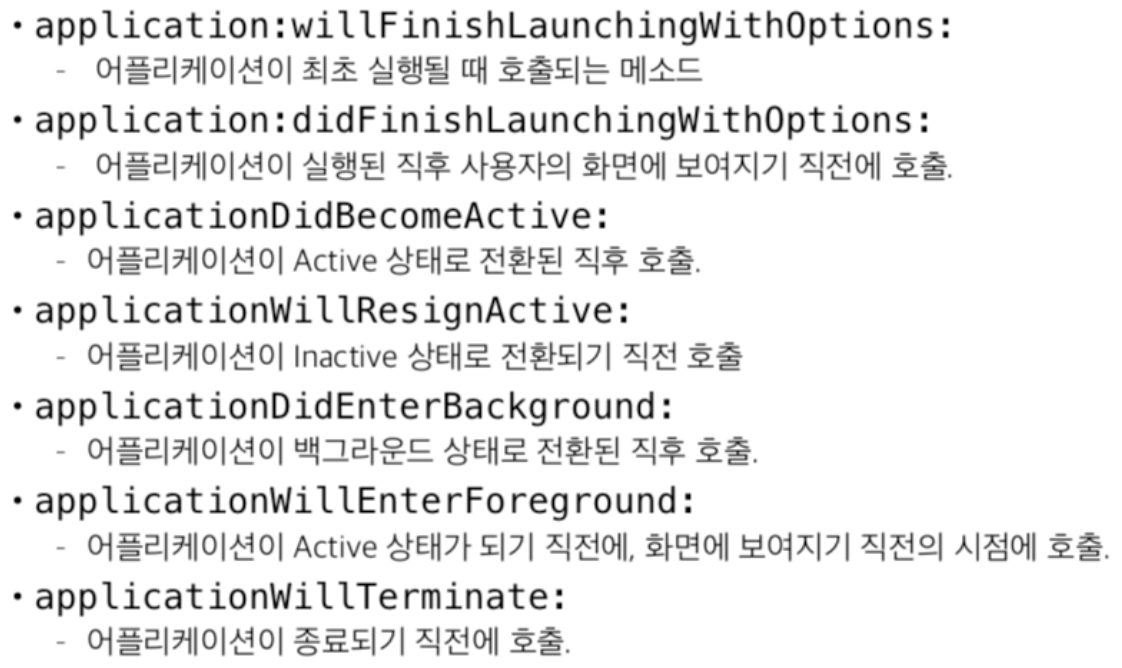 • application:willFinishLaunchingWithOptions:
- 어플리케이션이 최초 실행될 때 호출되는 메소드
• application:didFinishLaunchingWithOptions:
- 어플리케이션이 실행된 직후 사용자의 화면에 보여지기 직전에 호출.
• applicationDidBecomeActive:
- 어플리케이션이 Active 상태로 전환된 직후 호출.
• applicationWillResignActive:
- 어플리케이션이 Inactive 상태로 전환되기 직전 호출
• applicationDidEnterBackground:
- 어플리케이션이 백그라운드 상태로 전환된 직후 호출.
• applicationWillEnterForeground:
- 어플리케이션이 Active 상태가 되기 직전에, 화면에 보여지기 직전의 시점에 호출.
• applicationWillTerminate:
- 어플리케이션이 종료되기 직전에 호출.